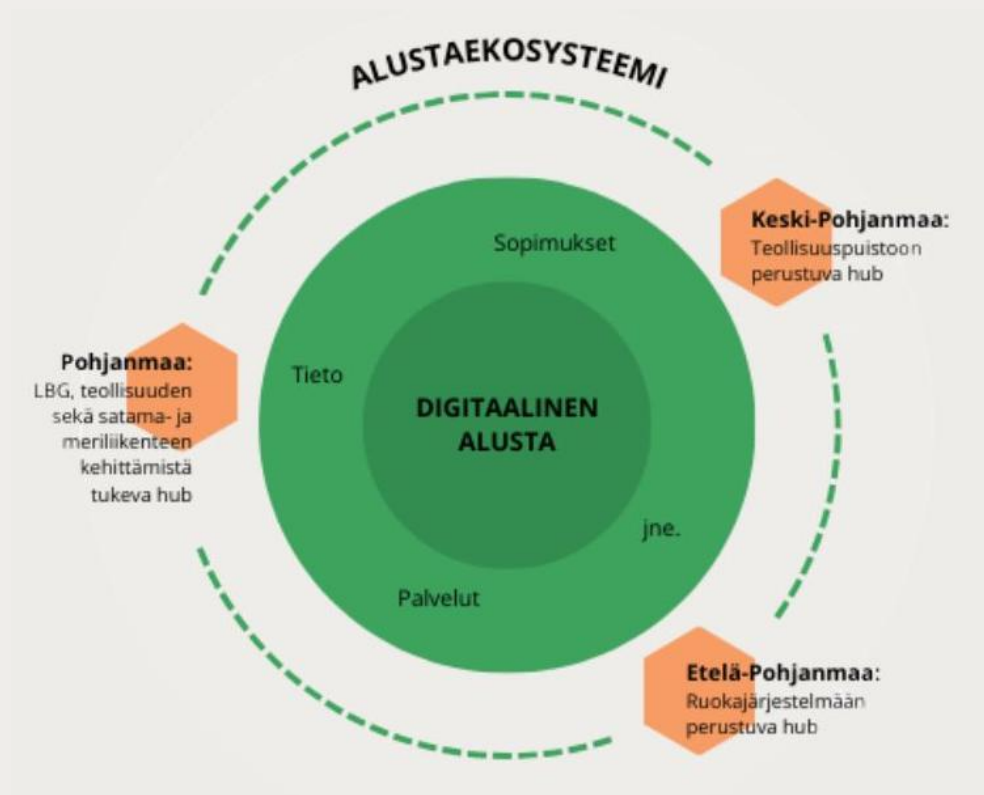 ALUSTAEKOSYSTEEMI
Keski-Pohjanmaa:
Teollisuuspuistoon
perustuva hub
Sopimukset
Pohjanmaa:
LBG, teollisuuden
sekä satama- ja
meriliikenteen
kehittämistä
tukeva hub
Tieto
DIGITAALINEN
ALUSTA
jne.
Palvelut
Etelä-Pohjanmaa:
Ruokajärjestelmään
perustuva hub